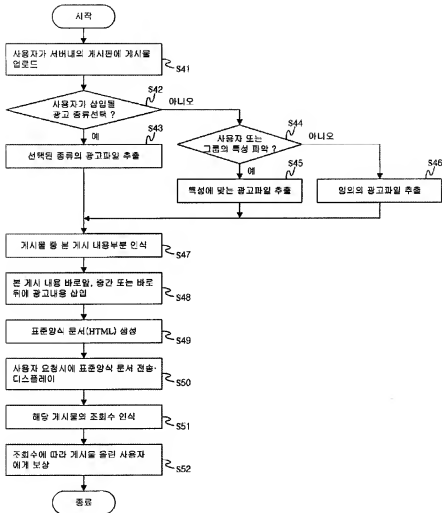 시작
사용자가 서버내의 게시판에 게시물
업로드
S41
사용자가 삽입될
광고 종류선택 ?
S42
아니오
예
S43
선택된 종류의 광고파일 추출
사용자 또는
그룹의 특성 파악 ?
S44
아니오
예
S45
특성에 맞는 광고파일 추출
S46
임의의 광고파일 추출
게시물 중 본 게시 내용부분 인식
S47
본 게시 내용 바로앞, 중간 또는 바로
뒤에 광고내용 삽입
S48
표준양식 문서(HTML) 생성
S49
사용자 요청시에 표준양식 문서 전송·
디스플레이
S50
해당 게시물의 조회수 인식
S51
조회수에 따라 게시물 올린 사용자
에게 보상
S52
종료